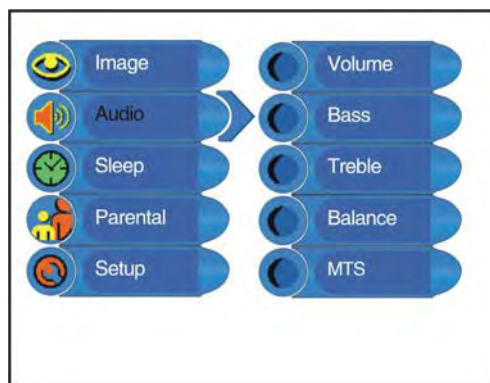 Image
Audio
Sleep
Parental
Setup
Volume
Bass
Treble
Balance
MTS